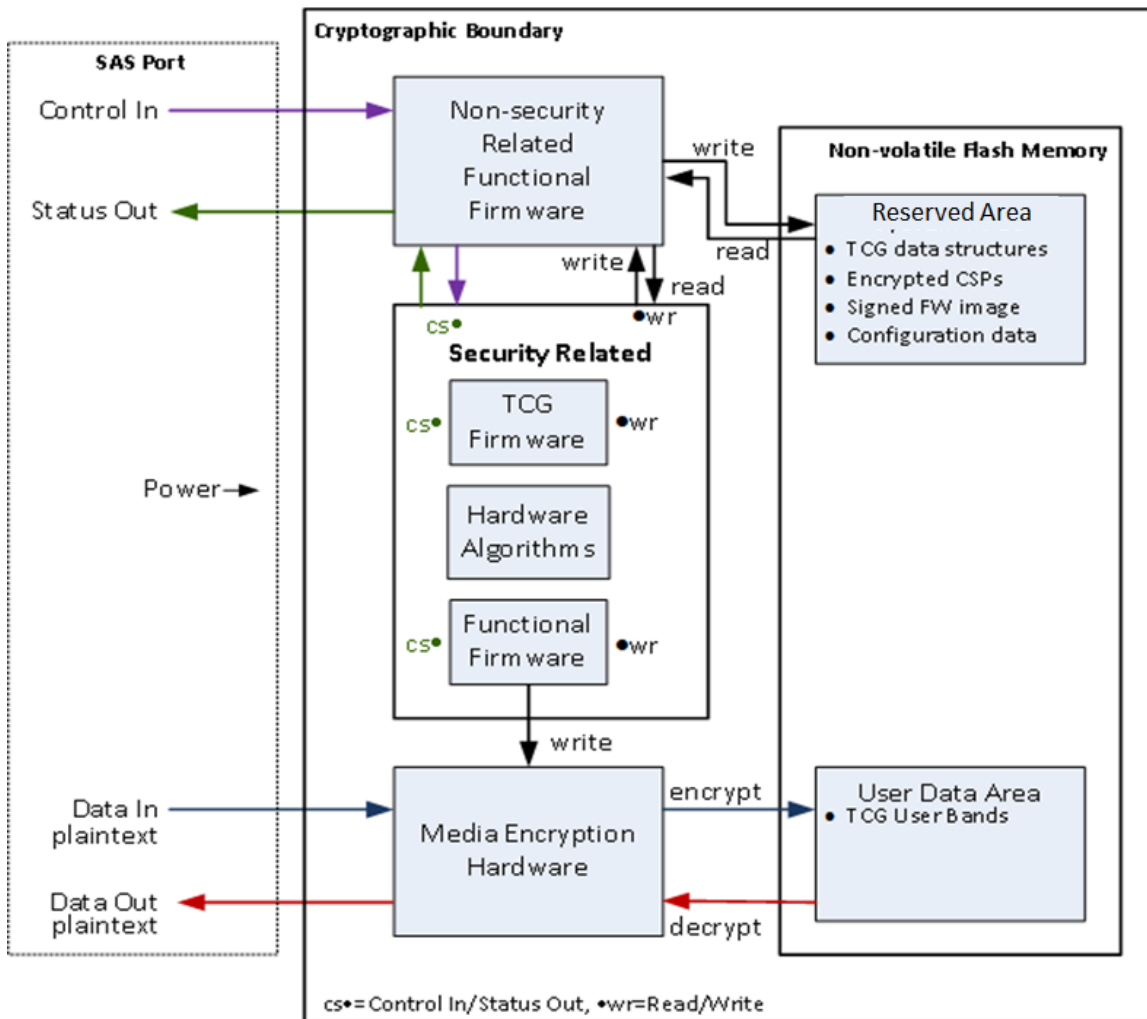 Cryptographic Boundary
SAS Port
Control In
Status Out
Power
Data In
plaintext
Data Out
plaintext
Non-security
Related
Functional
Firmware
write
read
write
read
cs•
•wr
Security Related
cs•
TCG
Firmware
•wr
Hardware
Algorithms
cs•
Functional
Firmware
•wr
write
Media Encryption
Hardware
encrypt
decrypt
Non-volatile Flash Memory
Reserved Area
• TCG data structures
• Encrypted CSPs
• Signed FW image
• Configuration data
User Data Area
• TCG User Bands
cs•=Control In/Status Out, •wr=Read/Write